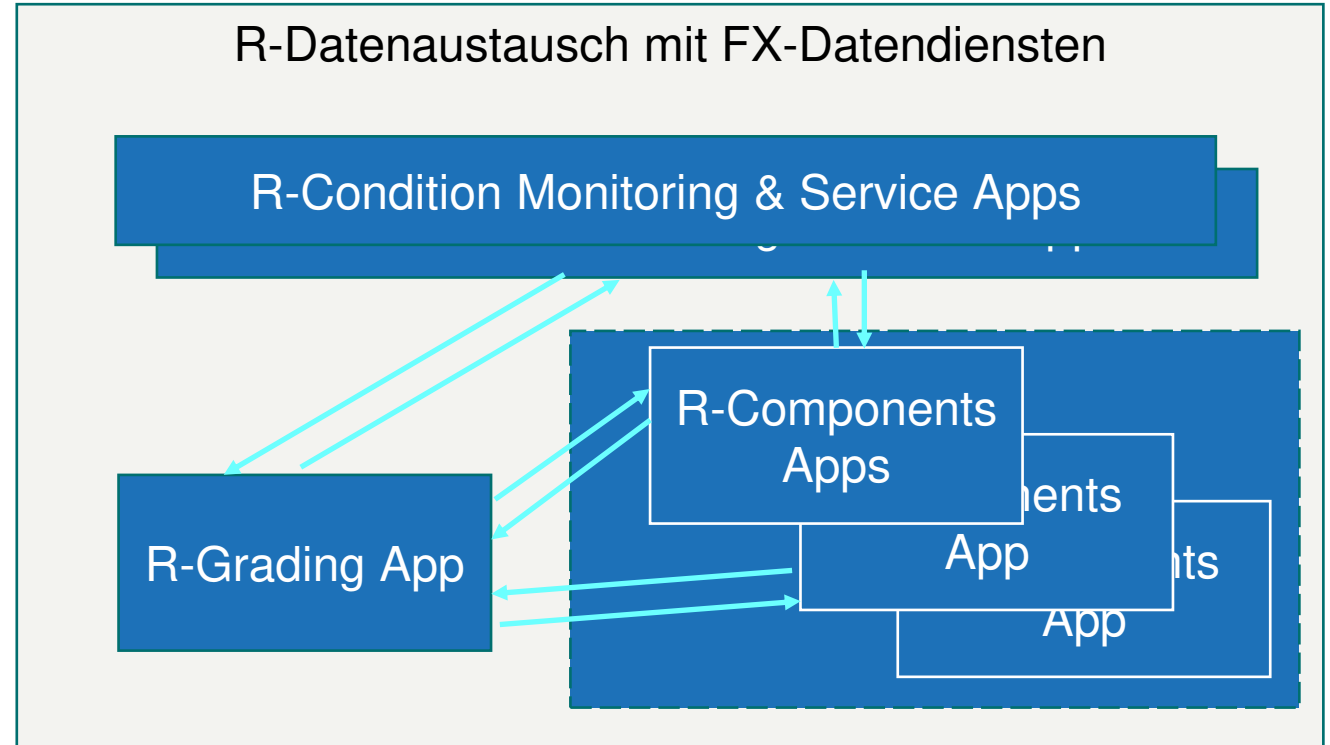 R-Datenaustausch mit FX-Datendiensten
R-Condition Monitoring & Service Apps
R-Components
Apps
App
App
R-Grading App